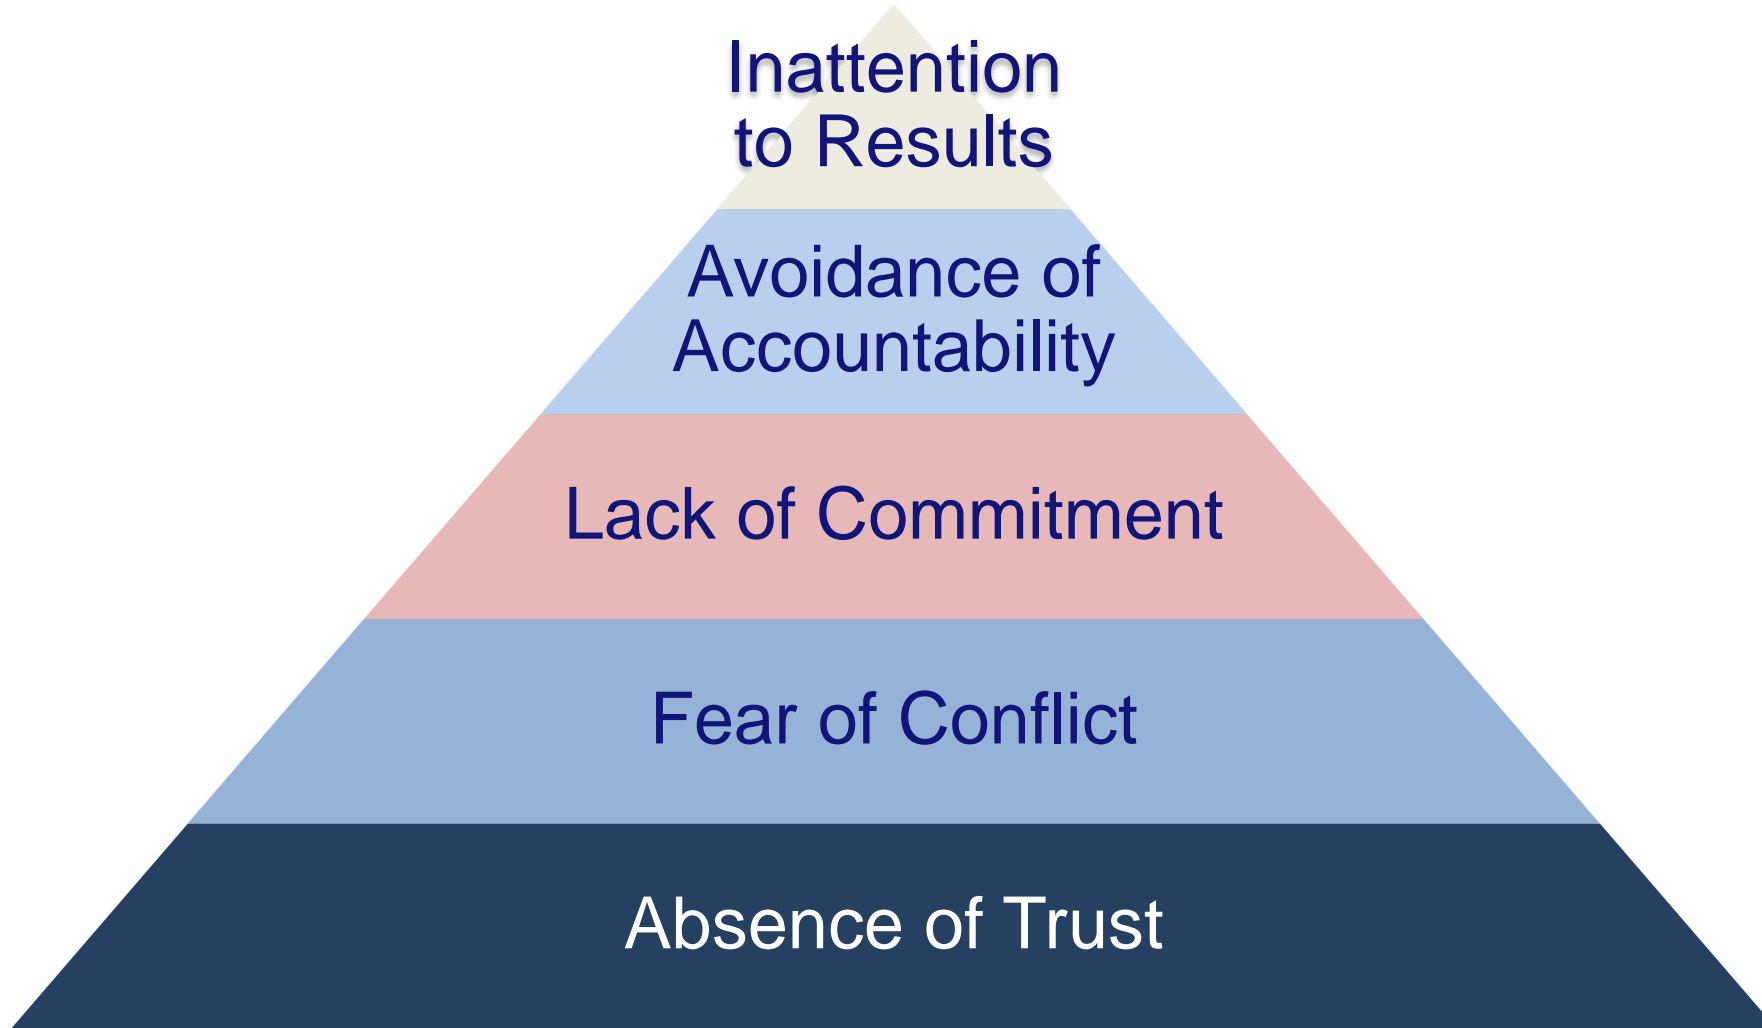 Inattention
to Results
Avoidance of
Accountability
Lack of Commitment
Fear of Conflict
Absence of Trust